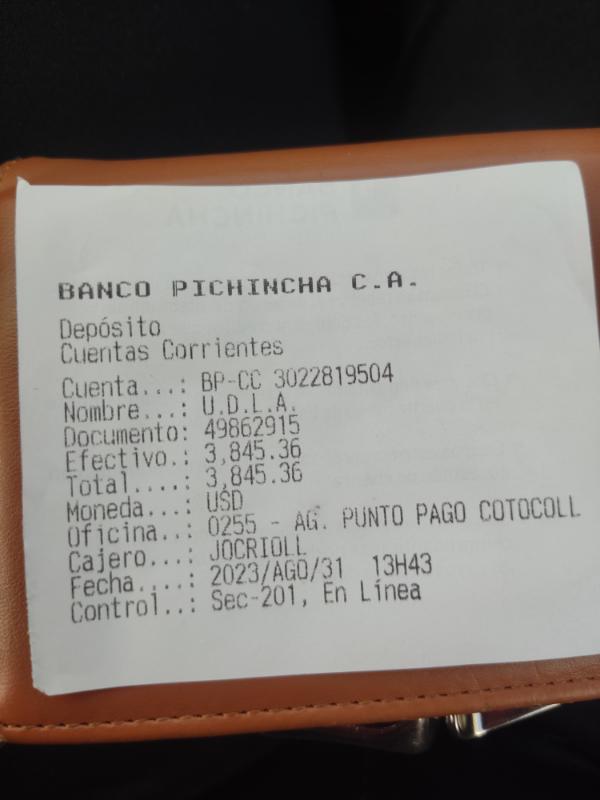 BANCO PICHINCHA C.A.
Depósito
Cuentas Corrientes
Cuenta...: BP-CC 3022819504
Nombre...: U.D.L.A.
Documento: 49862915
Efectivo.: 3,845.36
Total....: 3,845.36
Moneda...: USD
Oficina..: 0255 - AG. PUNTO PAGO COTOCOLL
Cajero...: JOCRIOLL
Fecha....: 2023/AGO/31  13H43
Control..: Sec-201, En Línea